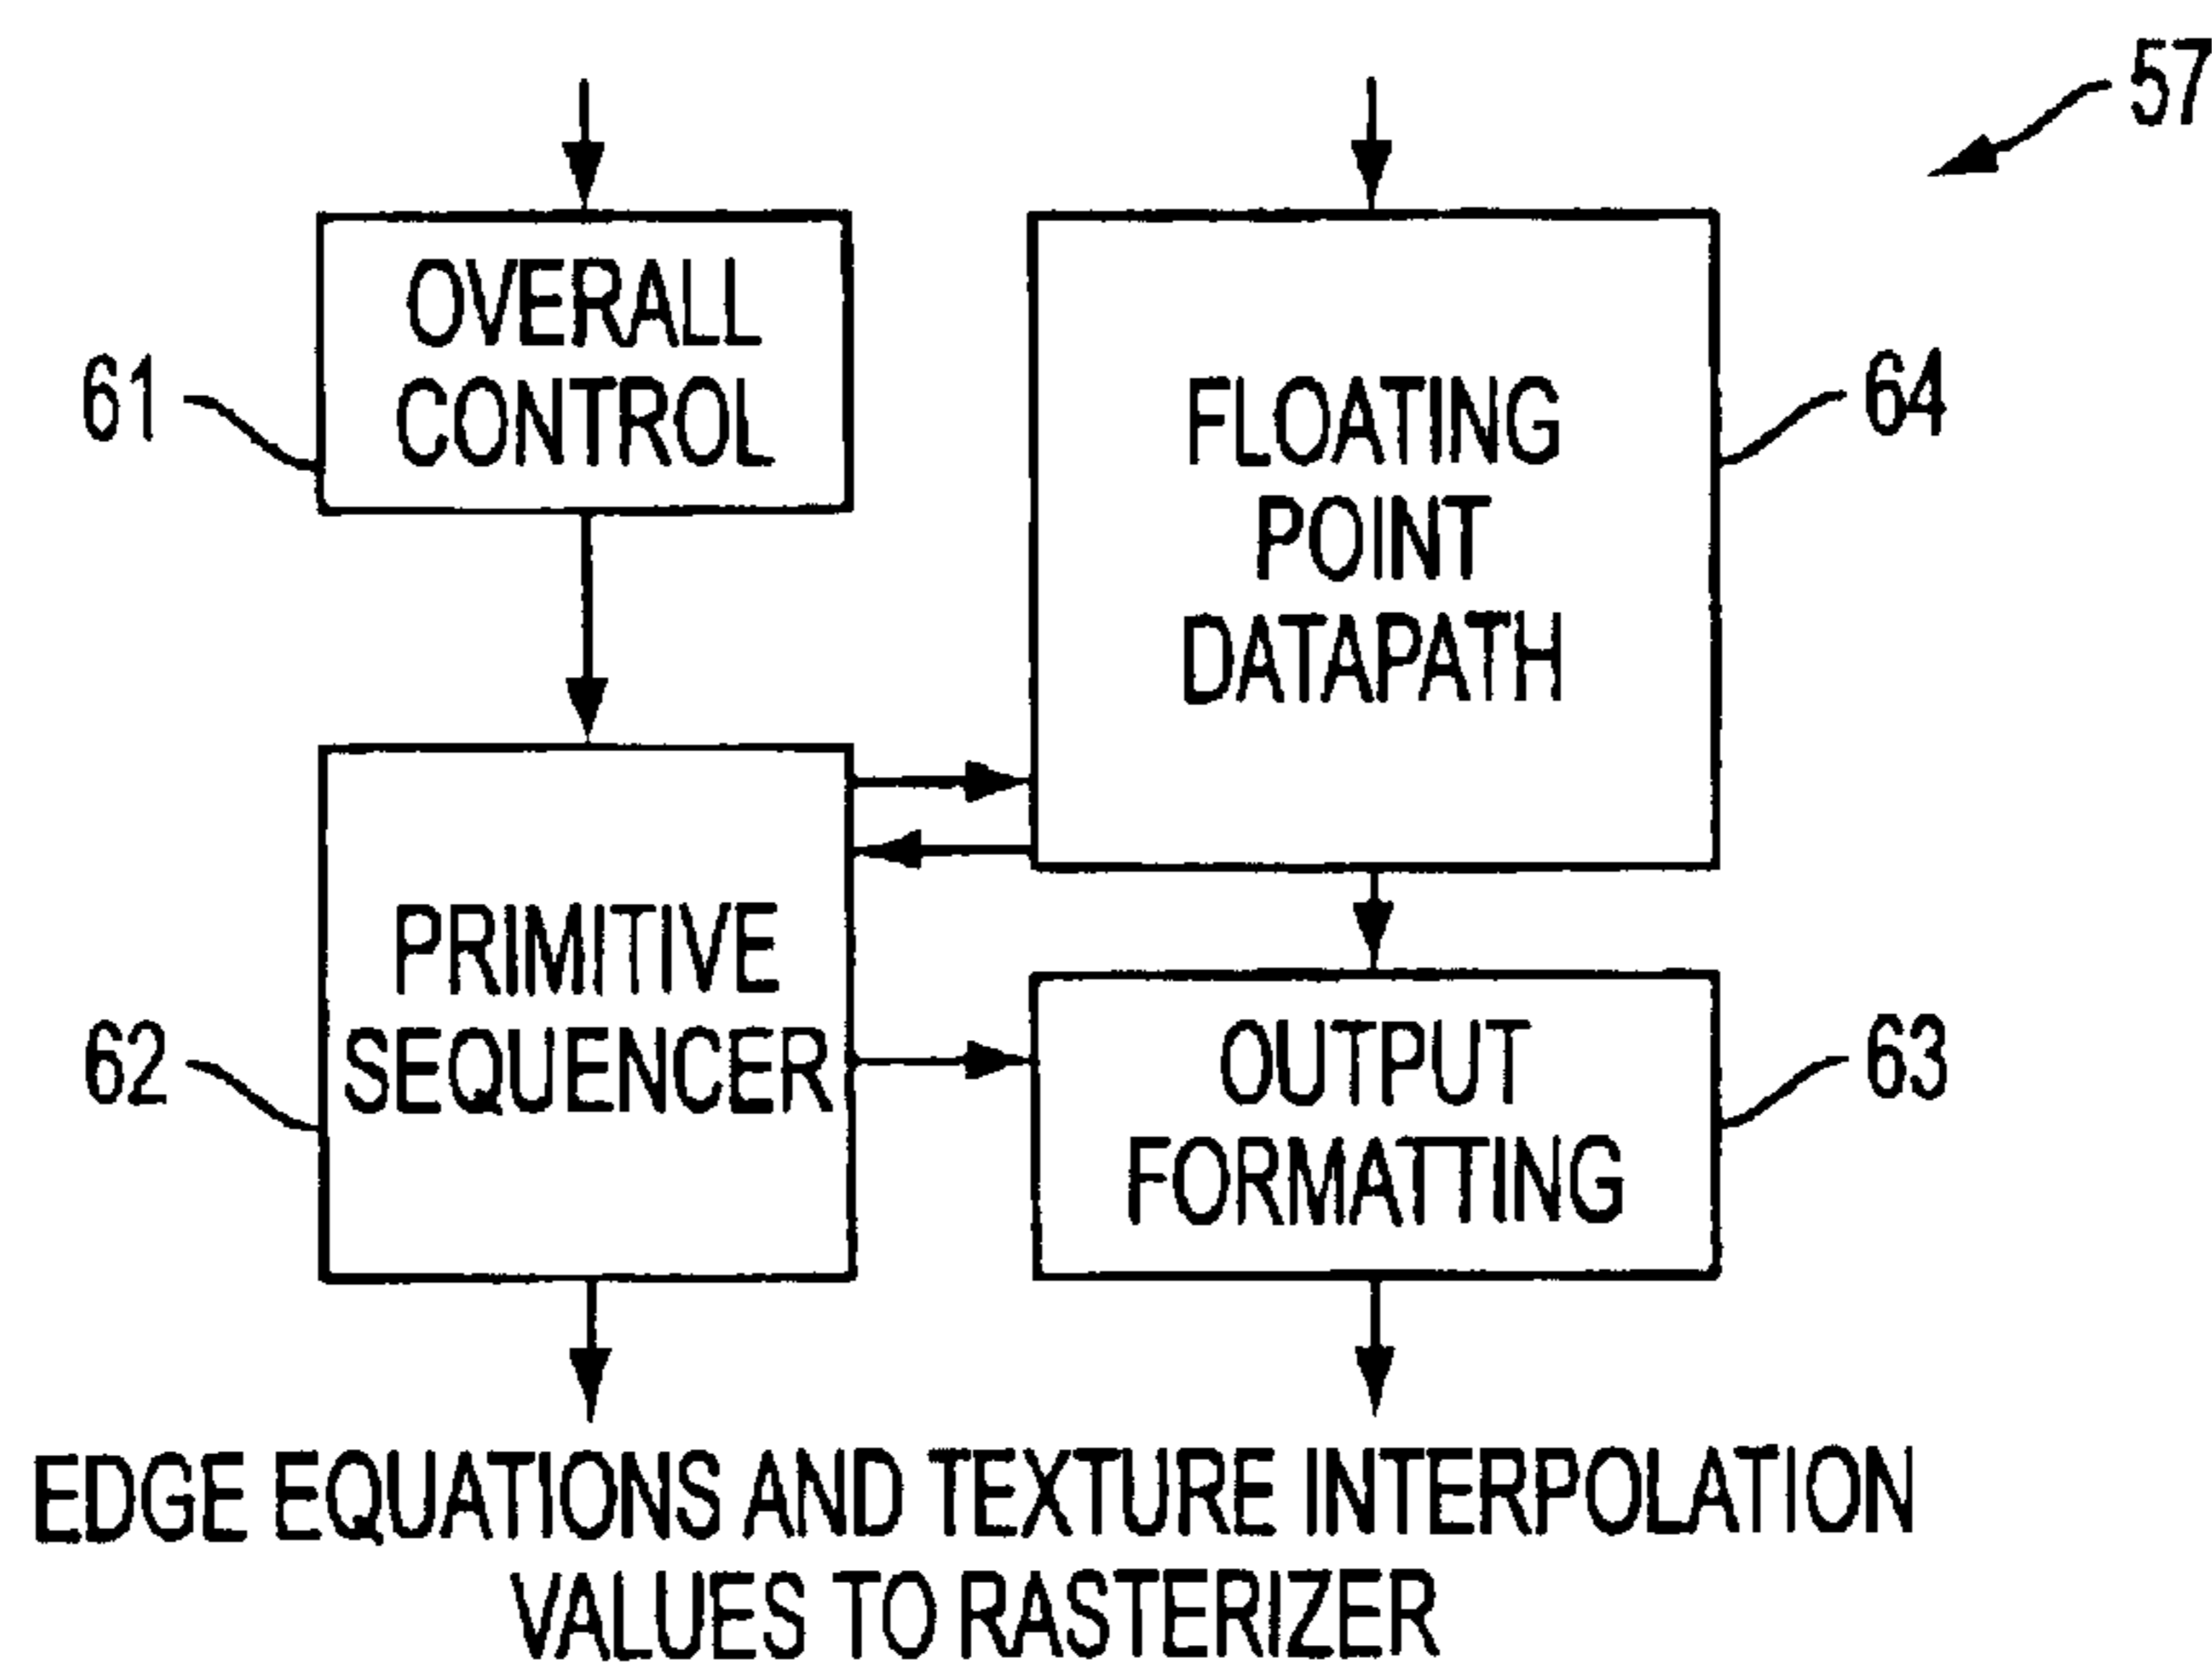 57
OVERALL
CONTROL
61
FLOATING
POINT
DATAPATH
64
PRIMITIVE
SEQUENCER
62
OUTPUT
FORMATTING
63
EDGE EQUATIONS AND TEXTURE INTERPOLATION
VALUES TO RASTERIZER